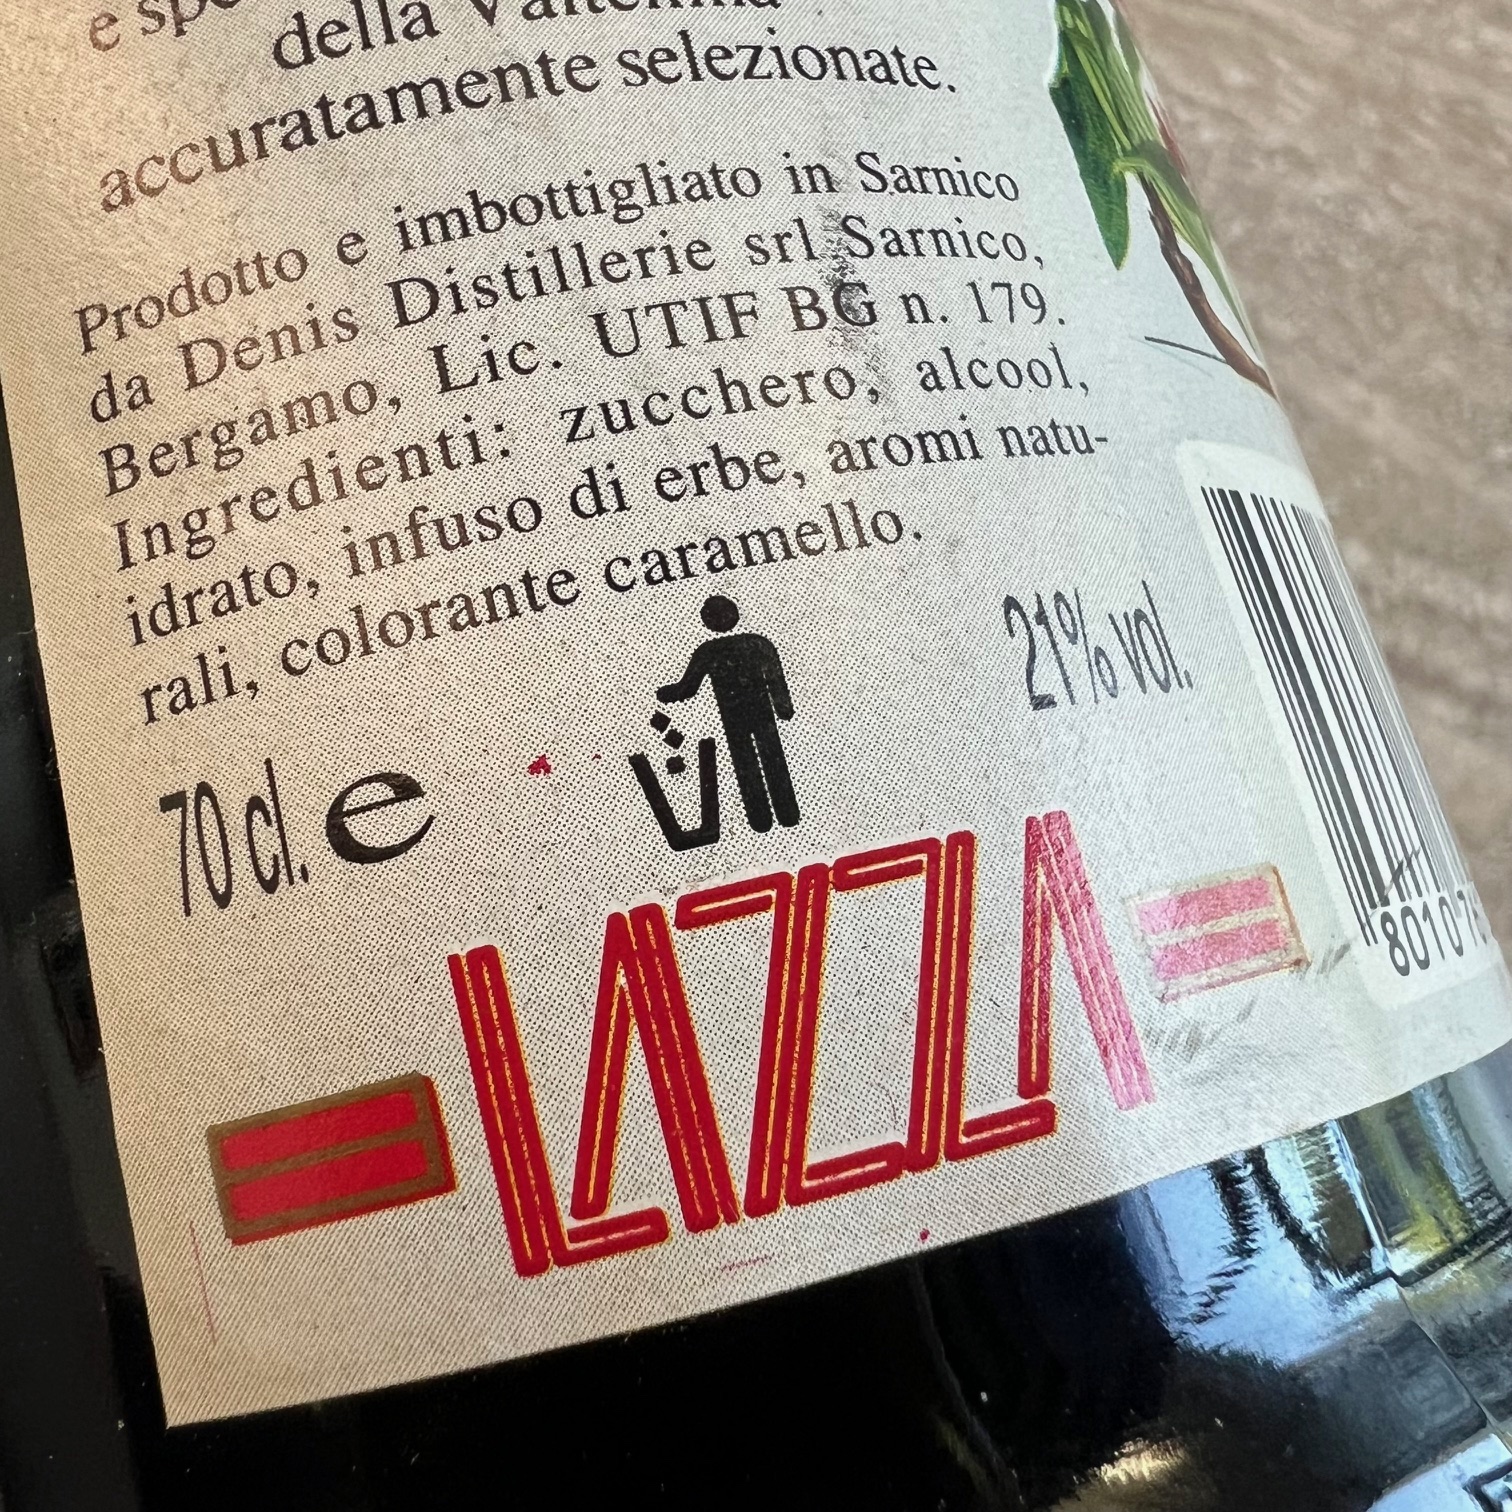 della Valtellina
accuratamente selezionate.
Prodotto e imbottigliato in Sarnico
da Denis Distillerie srl Sarnico,
Bergamo, Lic. UTIF BG n. 179.
Ingredienti: zucchero, alcool,
idrato, infuso di erbe, aromi natu-
rali, colorante caramello.
70 cl. e
21% vol.
LAZZA